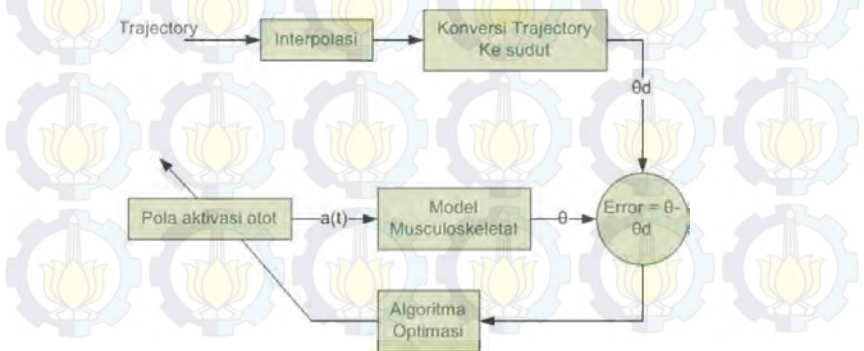 Trajectory
Interpolasi
Konversi Trajectory
Ke sudut
θd
Pola aktivasi otot
a(t)
Model
Musculoskeletal
θ
Error = θ-
θd
Algoritma
Optimasi